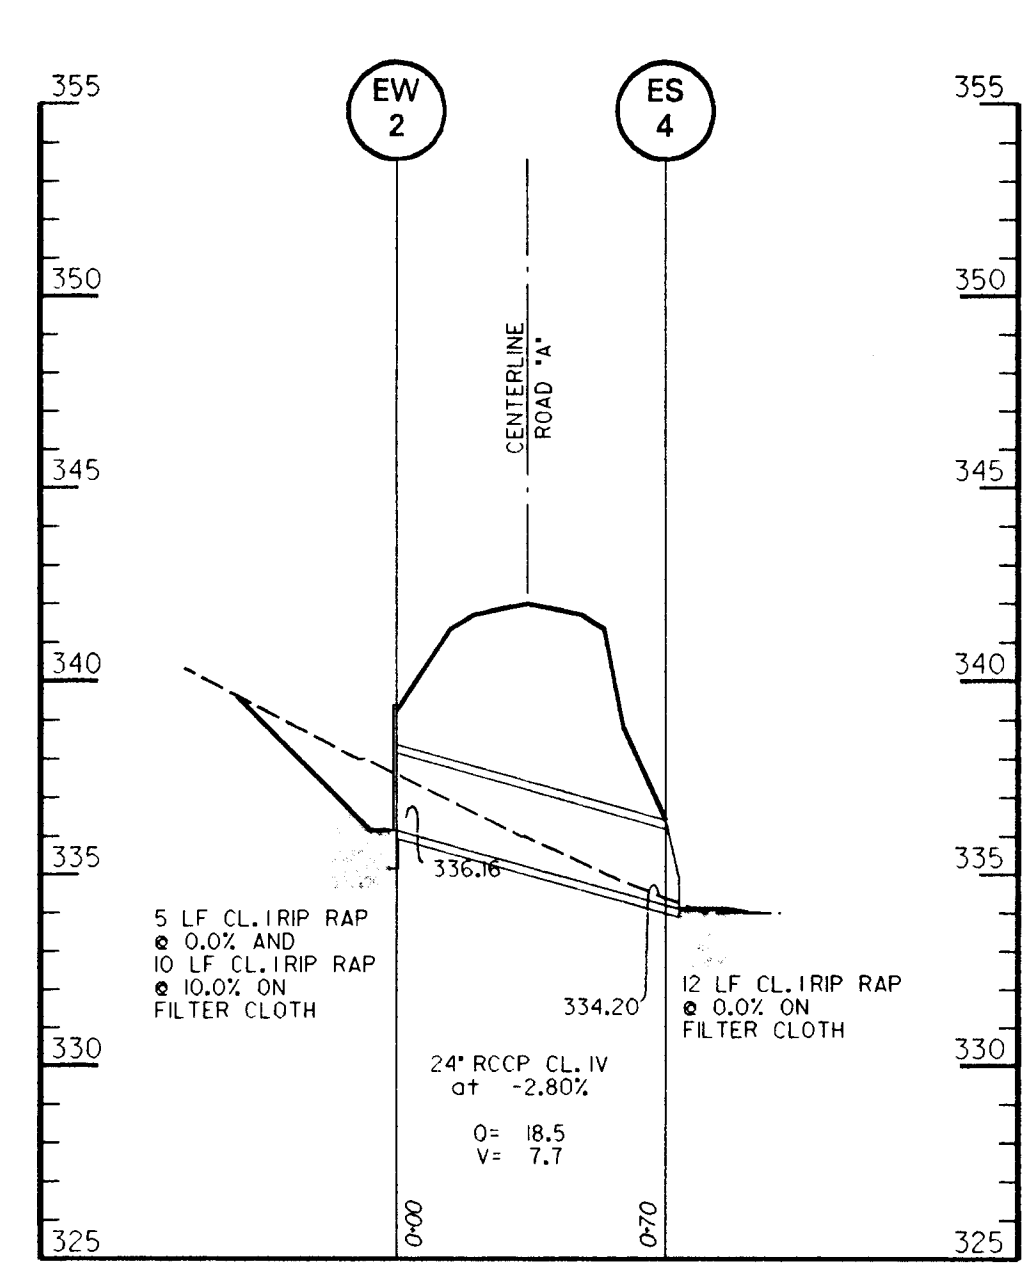 EW
2
ES
4
355
355
350
350
CENTERLINE
ROAD "A"
345
345
340
340
335
336.16
335
5 LF CL. I RIP RAP
@ 0.0% AND
10 LF CL. I RIP RAP
@ 10.0% ON
FILTER CLOTH
334.20
12 LF CL. I RIP RAP
@ 0.0% ON
FILTER CLOTH
330
330
24" RCCP CL. IV
at -2.80%
Q= 18.5
V= 7.7
0+00
0+70
325
325